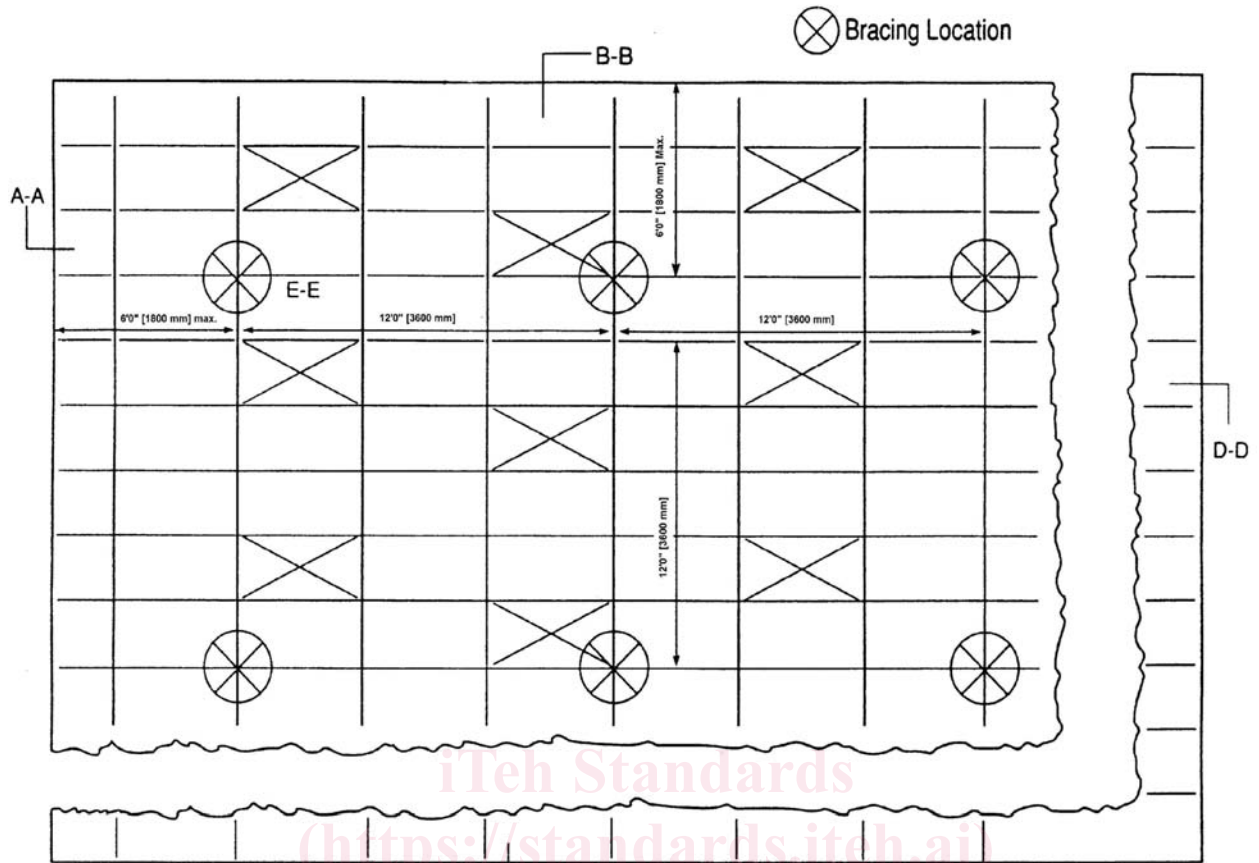 Bracing Location
B-B
6'0" [1800 mm] Max.
A-A
E-E
6'0" [1800 mm] max.
12'0" [3600 mm]
12'0" [3600 mm]
D-D
12'0" [3600 mm]
iTeh Standards
(https://standards.iteh.ai)